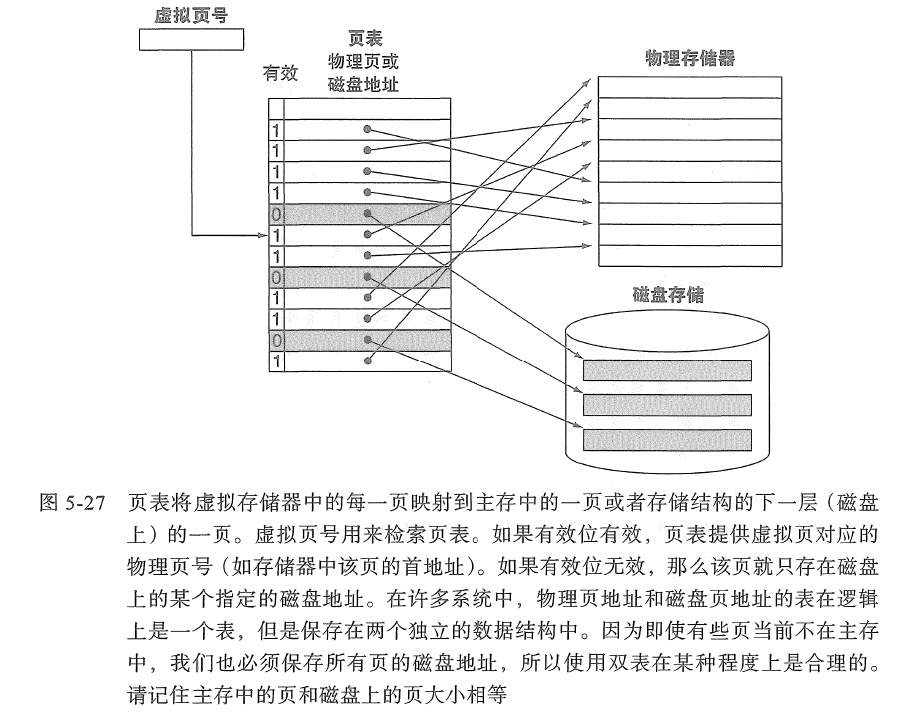 虚拟页号
页表
物理页或
磁盘地址
有效
物理存储器
1
1
1
1
0
1
1
0
1
1
0
1
磁盘存储
图 5-27 页表将虚拟存储器中的每一页映射到主存中的一页或者存储结构的下一层（磁盘
上）的一页。虚拟页号用来检索页表。如果有效位有效，页表提供虚拟页对应的
物理页号（如存储器中该页的首地址）。如果有效位无效，那么该页就只存在磁盘
上的某个指定的磁盘地址。在许多系统中，物理页地址和磁盘页地址的表在逻辑
上是一个表，但是保存在两个独立的数据结构中。因为即使有些页当前不在主存
中，我们也必须保存所有页的磁盘地址，所以使用双表在某种程度上是合理的。
请记住主存中的页和磁盘上的页大小相等